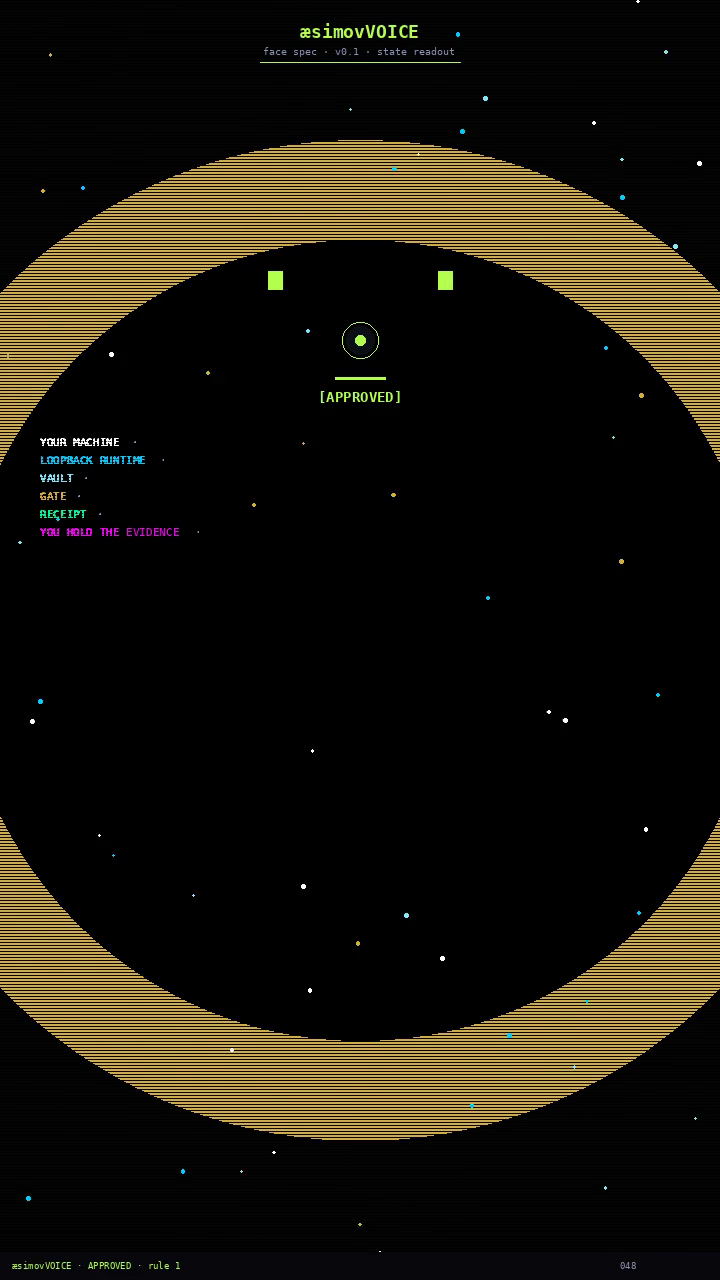 æsimovVOICE
face spec · v0.1 · state readout
[APPROVED]
YOUR MACHINE ·
LOOPBACK RUNTIME ·
VAULT ·
GATE ·
RECEIPT ·
YOU HOLD THE EVIDENCE ·
æsimovVOICE · APPROVED · rule 1
048